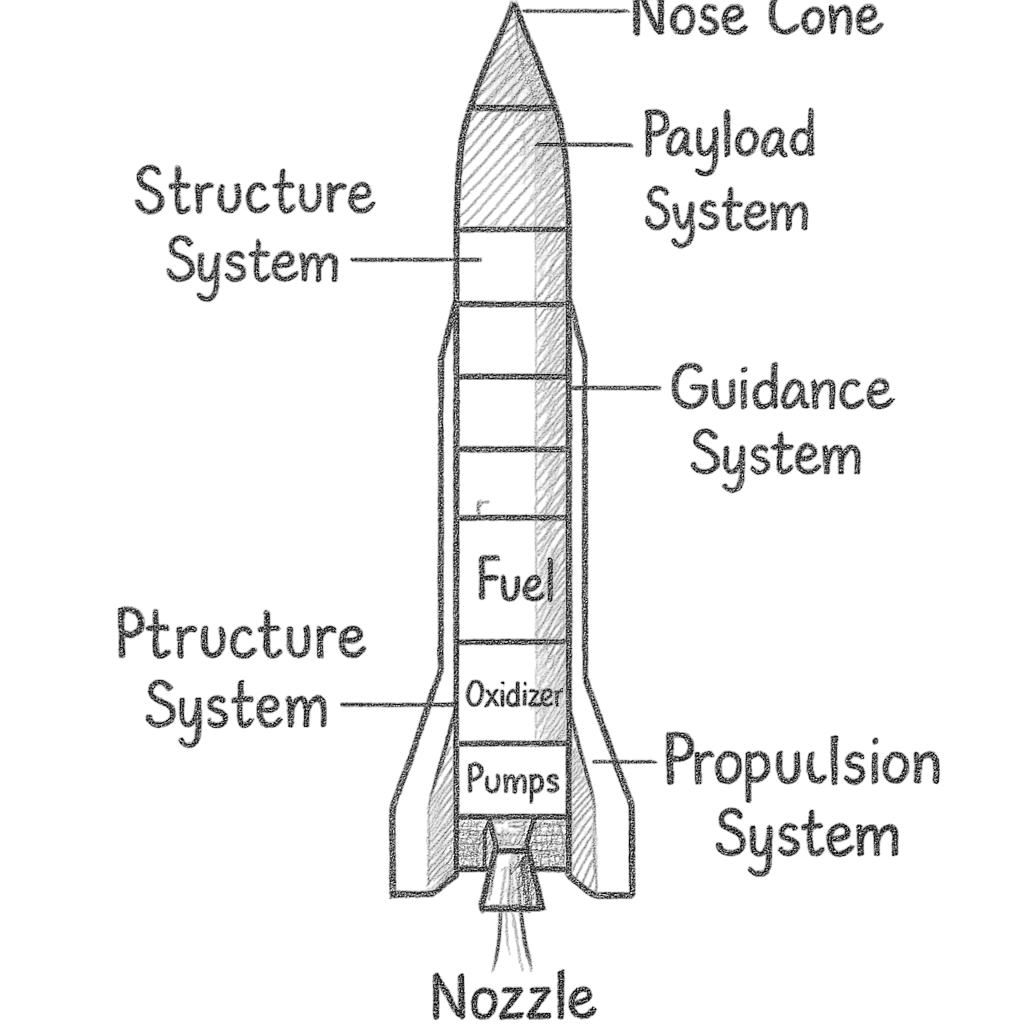 Nose Cone
Payload
System
Structure
System
Guidance
System
r
Fuel
Ptructure
System
Oxidizer
Propulsion
System
Pumps
Nozzle